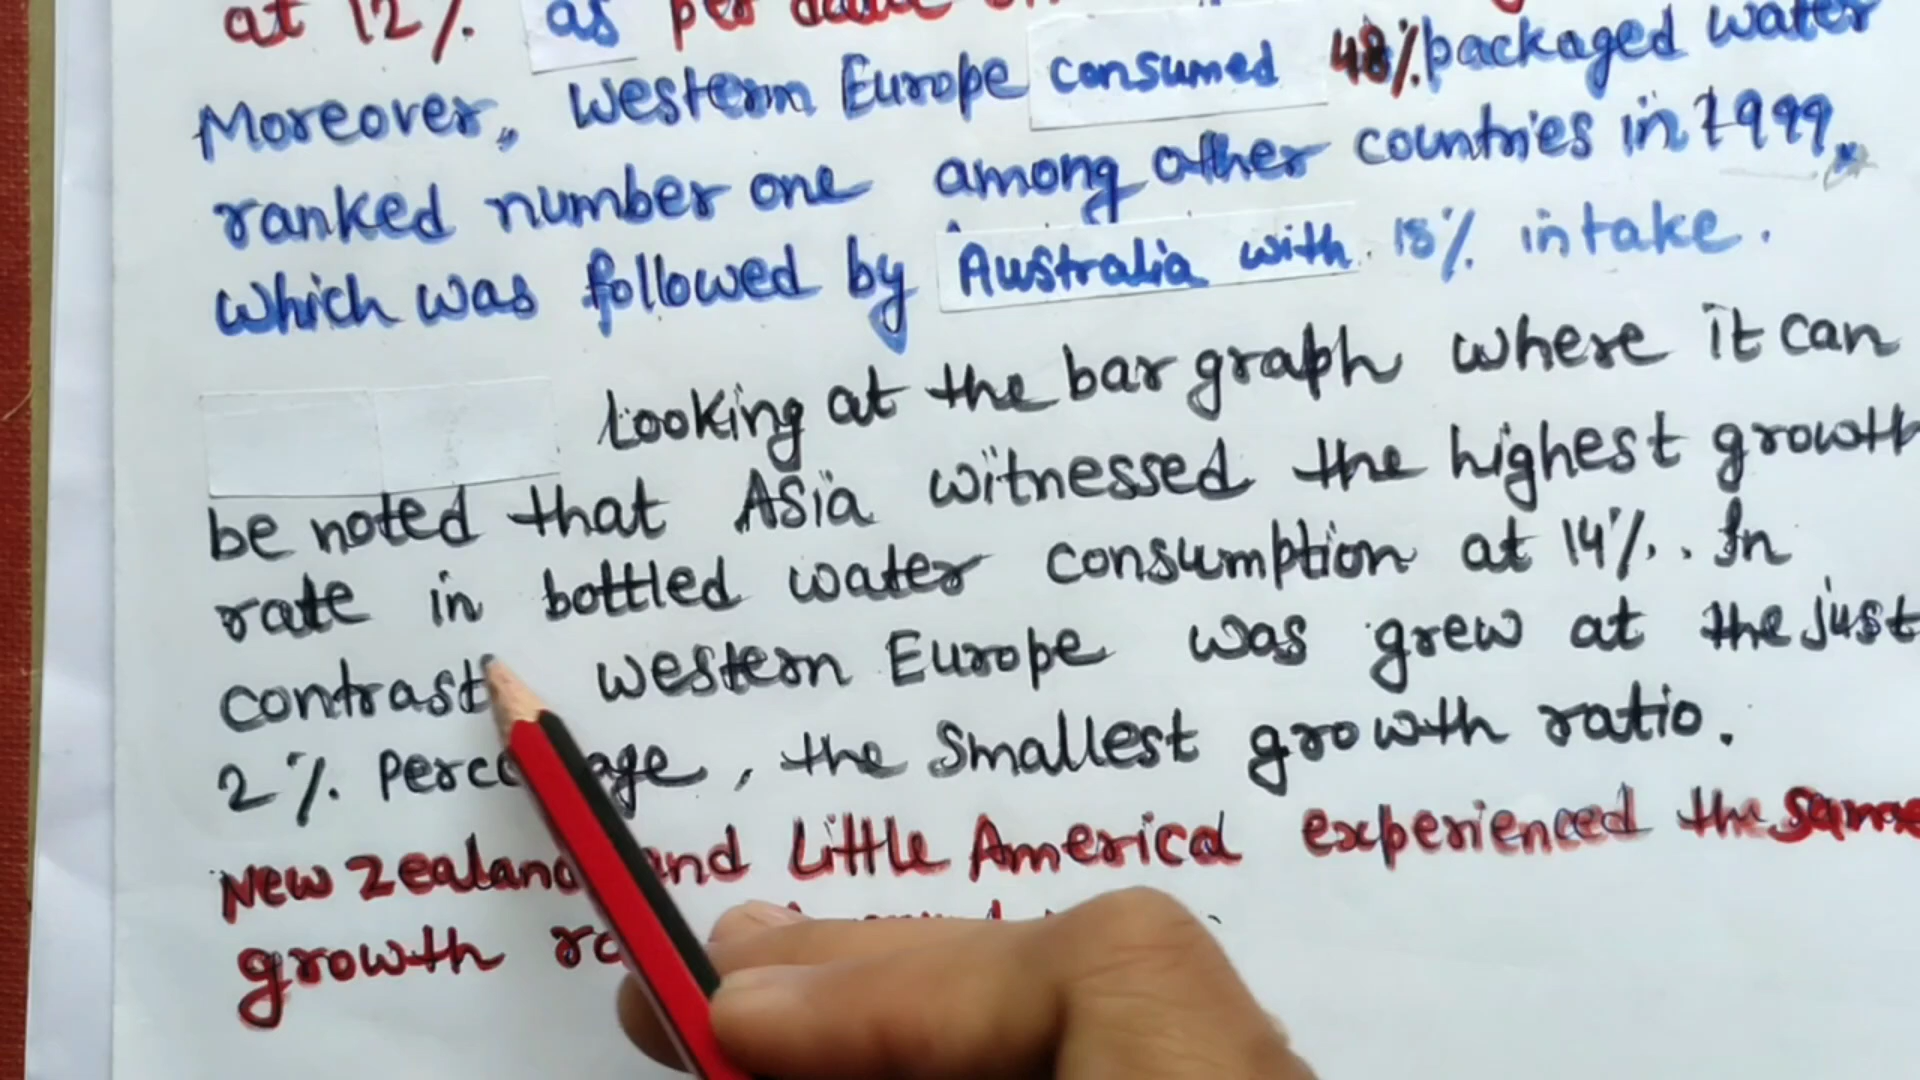 at 12% as per
Moreover, Western Europe consumed 48% packaged water
ranked number one among other countries in 1999.
which was followed by Australia with 18% intake.
Looking at the bar graph where it can
be noted that Asia witnessed the highest growth
rate in bottled water consumption at 14%. In
contrast Western Europe was grew at the just
2% , the smallest growth ratio.
New Zealand and Little America experienced the same
growth